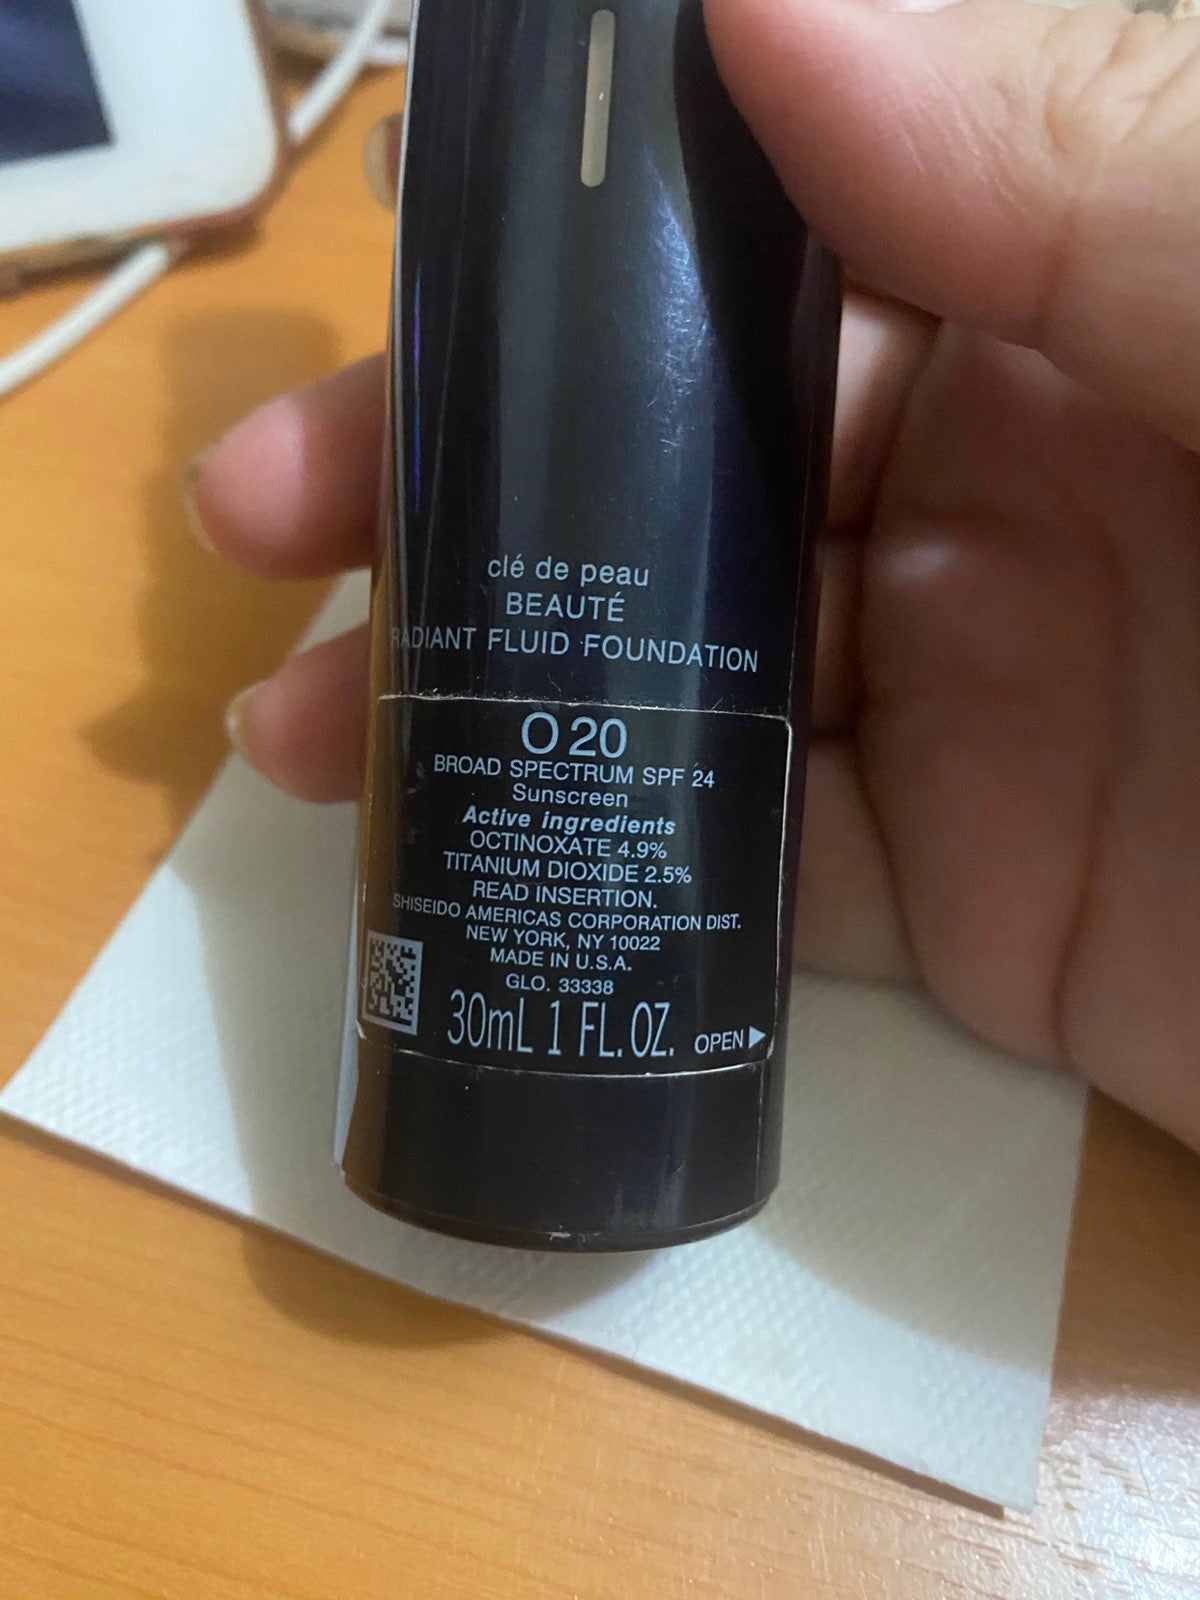 clé de peau
BEAUTÉ
RADIANT FLUID FOUNDATION
O 20
BROAD SPECTRUM SPF 24
Sunscreen
Active ingredients
OCTINOXATE 4.9%
TITANIUM DIOXIDE 2.5%
READ INSERTION.
SHISEIDO AMERICAS CORPORATION DIST.
NEW YORK, NY 10022
MADE IN U.S.A.
GLO. 33338
30mL 1 FL. OZ. OPEN▶